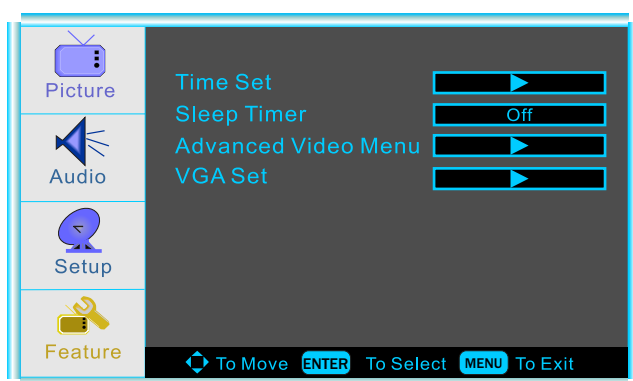 Picture
Audio
Setup
Feature
Time Set
Sleep Timer Off
Advanced Video Menu
VGA Set
To Move ENTER To Select MENU To Exit